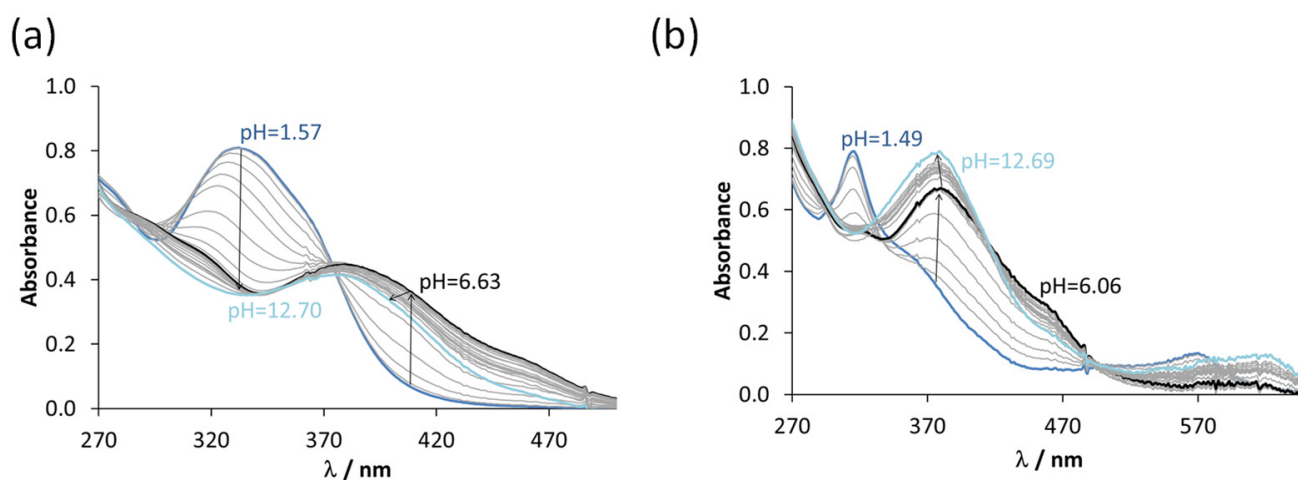 (a)
1.0
0.8
0.6
0.4
0.2
0.0
Absorbance
pH=1.57
pH=6.63
pH=12.70
270
320
370
420
470
λ / nm
(b)
1.0
0.8
0.6
0.4
0.2
0.0
Absorbance
pH=1.49
pH=12.69
pH=6.06
270
370
470
570
λ / nm